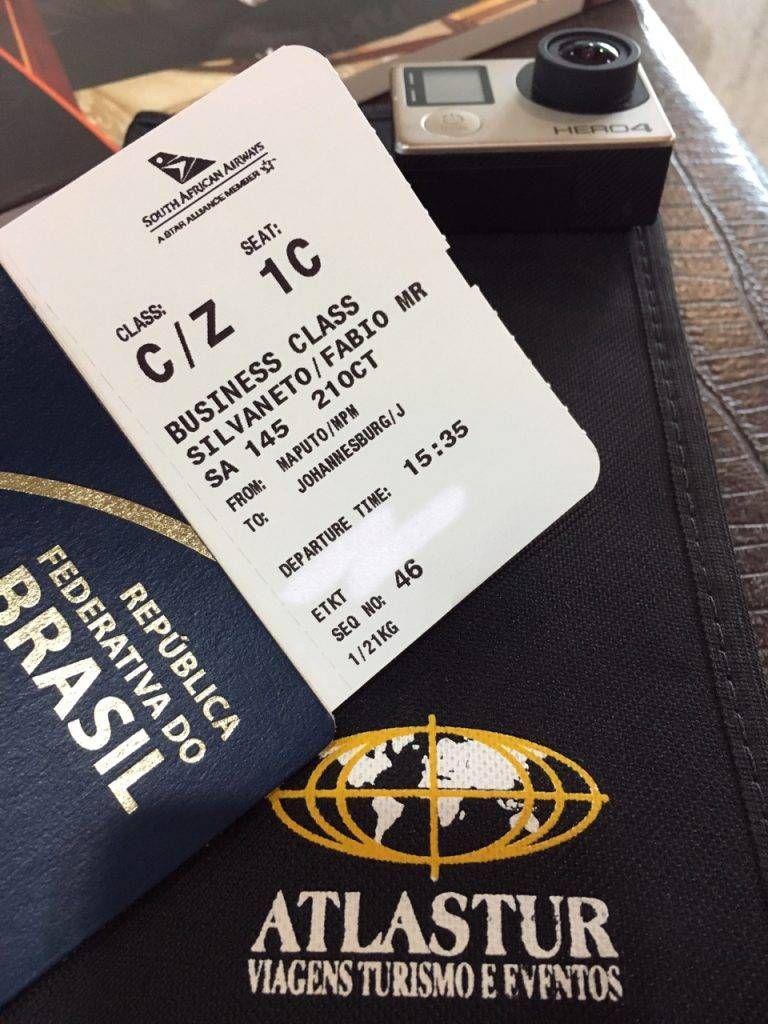 SOUTH AFRICAN AIRWAYS
A STAR ALLIANCE MEMBER
CLASS: SEAT:
C/Z 1C
BUSINESS CLASS
SILVANETO/FABIO MR
SA 145 21OCT
FROM: MAPUTO/MPM
TO: JOHANNESBURG/J
DEPARTURE TIME: 15:35
ETKT
SEQ NO: 46
1/21KG
HERO4
REPÚBLICA
FEDERATIVA DO
BRASIL
ATLASTUR
VIAGENS TURISMO E EVENTOS